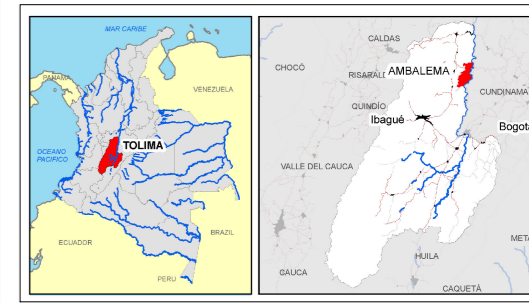 MAR CARIBE
PANAMA
VENEZUELA
OCEANO
PACIFICO
TOLIMA
BRAZIL
ECUADOR
PERU
CALDAS
CHOCÓ
AMBALEMA
CUNDINAMA
QUINDÍO
Ibagué
Bogotá
VALLE DEL CAUCA
META
HUILA
CAUCA
CAQUETÁ